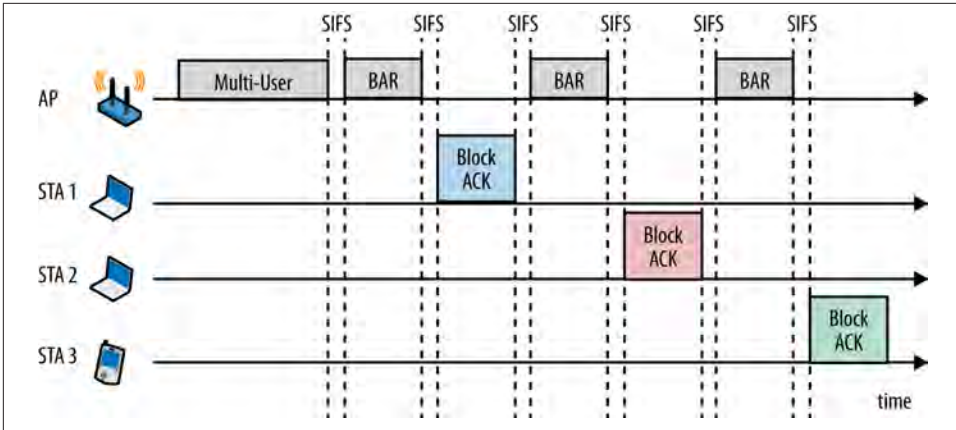 SIFS SIFS SIFS SIFS SIFS SIFS
AP Multi-User BAR BAR BAR
STA 1 Block
ACK
STA 2 Block
ACK
STA 3 Block
ACK
time